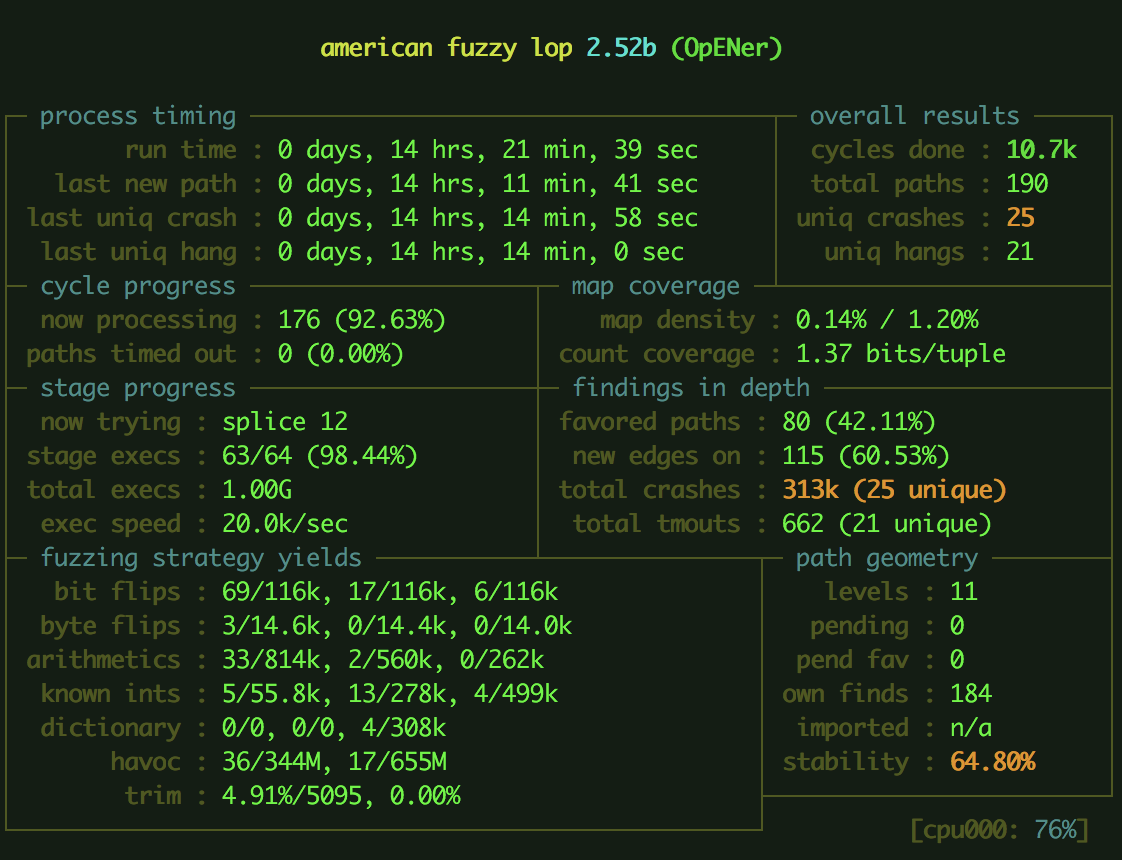 american fuzzy lop 2.52b (OpENer)
process timing overall results
run time : 0 days, 14 hrs, 21 min, 39 sec cycles done : 10.7k
last new path : 0 days, 14 hrs, 11 min, 41 sec total paths : 190
last uniq crash : 0 days, 14 hrs, 14 min, 58 sec uniq crashes : 25
last uniq hang : 0 days, 14 hrs, 14 min, 0 sec uniq hangs : 21
cycle progress map coverage
now processing : 176 (92.63%) map density : 0.14% / 1.20%
paths timed out : 0 (0.00%) count coverage : 1.37 bits/tuple
stage progress findings in depth
now trying : splice 12 favored paths : 80 (42.11%)
stage execs : 63/64 (98.44%) new edges on : 115 (60.53%)
total execs : 1.00G total crashes : 313k (25 unique)
exec speed : 20.0k/sec total tmouts : 662 (21 unique)
fuzzing strategy yields path geometry
bit flips : 69/116k, 17/116k, 6/116k levels : 11
byte flips : 3/14.6k, 0/14.4k, 0/14.0k pending : 0
arithmetics : 33/814k, 2/560k, 0/262k pend fav : 0
known ints : 5/55.8k, 13/278k, 4/499k own finds : 184
dictionary : 0/0, 0/0, 4/308k imported : n/a
havoc : 36/344M, 17/655M stability : 64.80%
trim : 4.91%/5095, 0.00%
[cpu000: 76%]